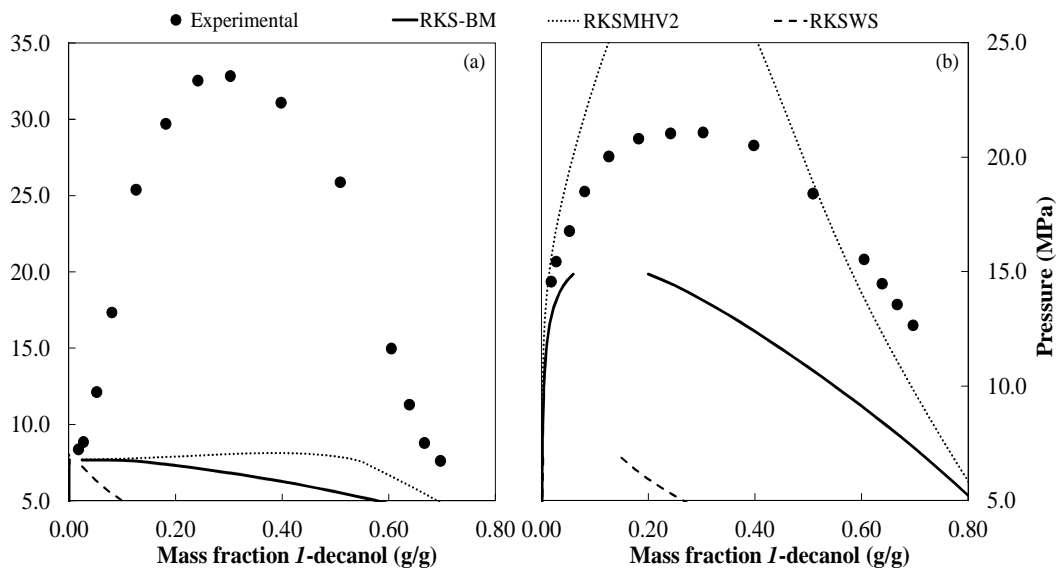 Experimental RKS-BM RKSMHV2 RKSWS
35.0
30.0
25.0
20.0
15.0
10.0
5.0
(a)
0.00 0.20 0.40 0.60 0.80
Mass fraction 1-decanol (g/g)
(b)
25.0
20.0
15.0
10.0
5.0
Pressure (MPa)
0.00 0.20 0.40 0.60 0.80
Mass fraction 1-decanol (g/g)